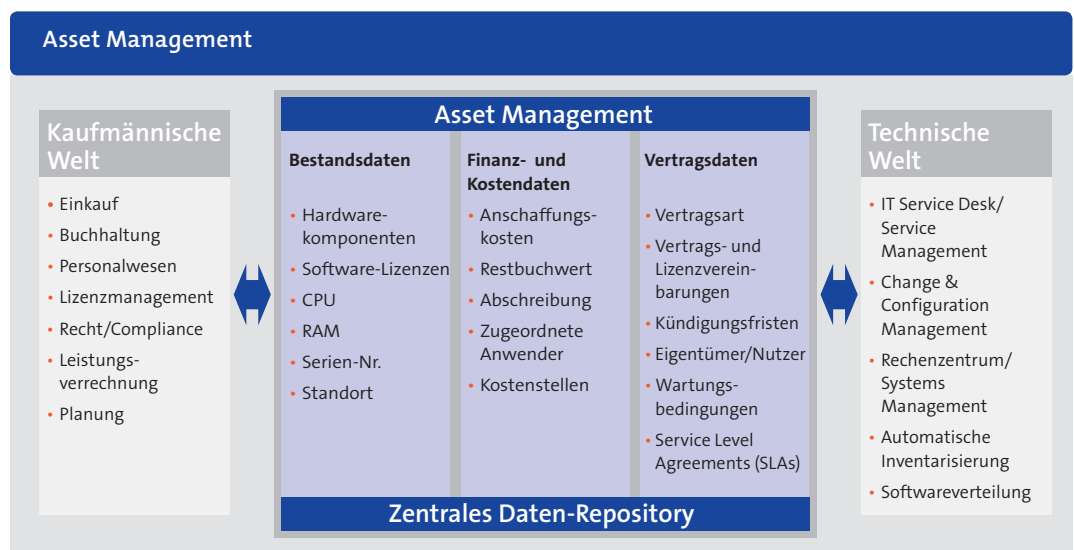 Asset Management
Kaufmännische
Welt
• Einkauf
• Buchhaltung
• Personalwesen
• Lizenzmanagement
• Recht/Compliance
• Leistungs-
verrechnung
• Planung
Asset Management
Bestandsdaten
• Hardware-
komponenten
• Software-Lizenzen
• CPU
• RAM
• Serien-Nr.
• Standort
Finanz- und
Kostendaten
• Anschaffungs-
kosten
• Restbuchwert
• Abschreibung
• Zugeordnete
Anwender
• Kostenstellen
Vertragsdaten
• Vertragsart
• Vertrags- und
Lizenzverein-
barungen
• Kündigungsfristen
• Eigentümer/Nutzer
• Wartungs-
bedingungen
• Service Level
Agreements (SLAs)
Zentrales Daten-Repository
Technische
Welt
• IT Service Desk/
Service
Management
• Change &
Configuration
Management
• Rechenzentrum/
Systems
Management
• Automatische
Inventarisierung
• Softwareverteilung